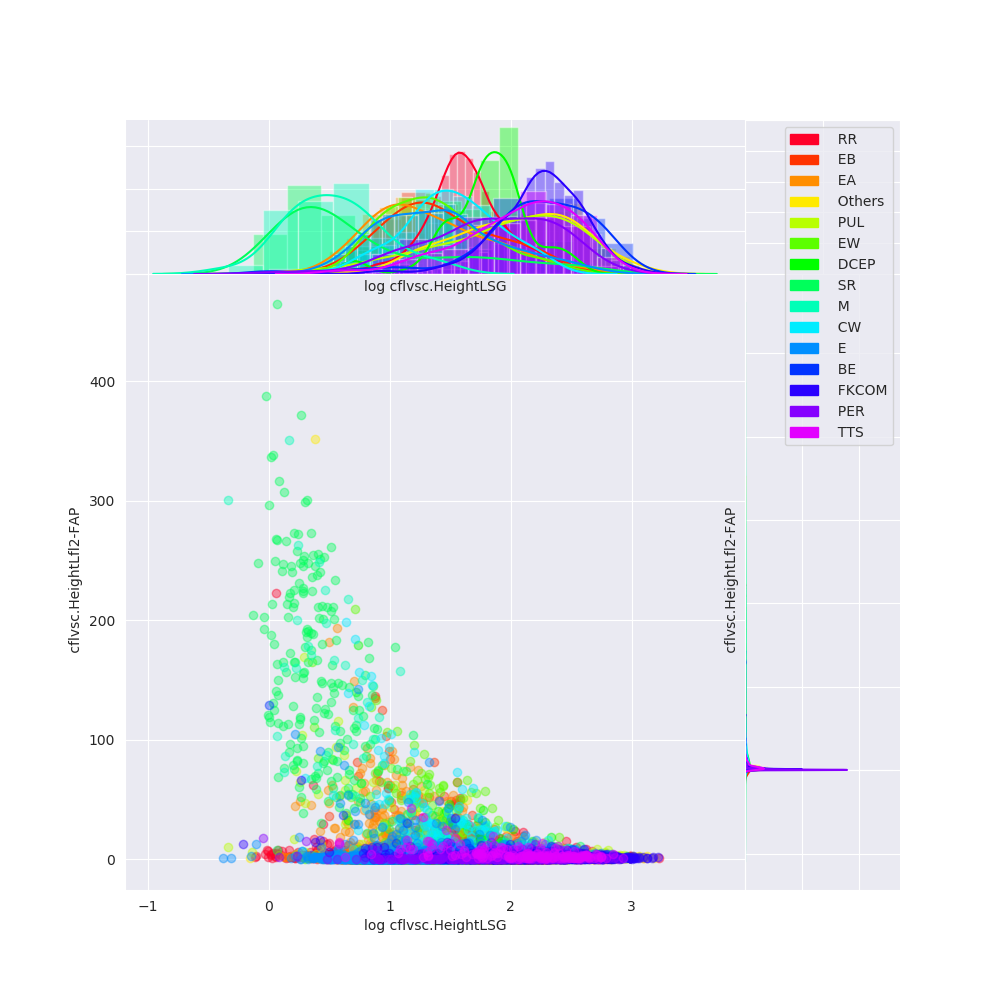 RR
EB
EA
Others
PUL
EW
DCEP
SR
M
CW
E
BE
FKCOM
PER
TTS
log cflvsc.HeightLSG
400
300
200
100
0
cflvsc.HeightLfl2-FAP
cflvsc.HeightLfl2-FAP
−1 0 1 2 3
log cflvsc.HeightLSG